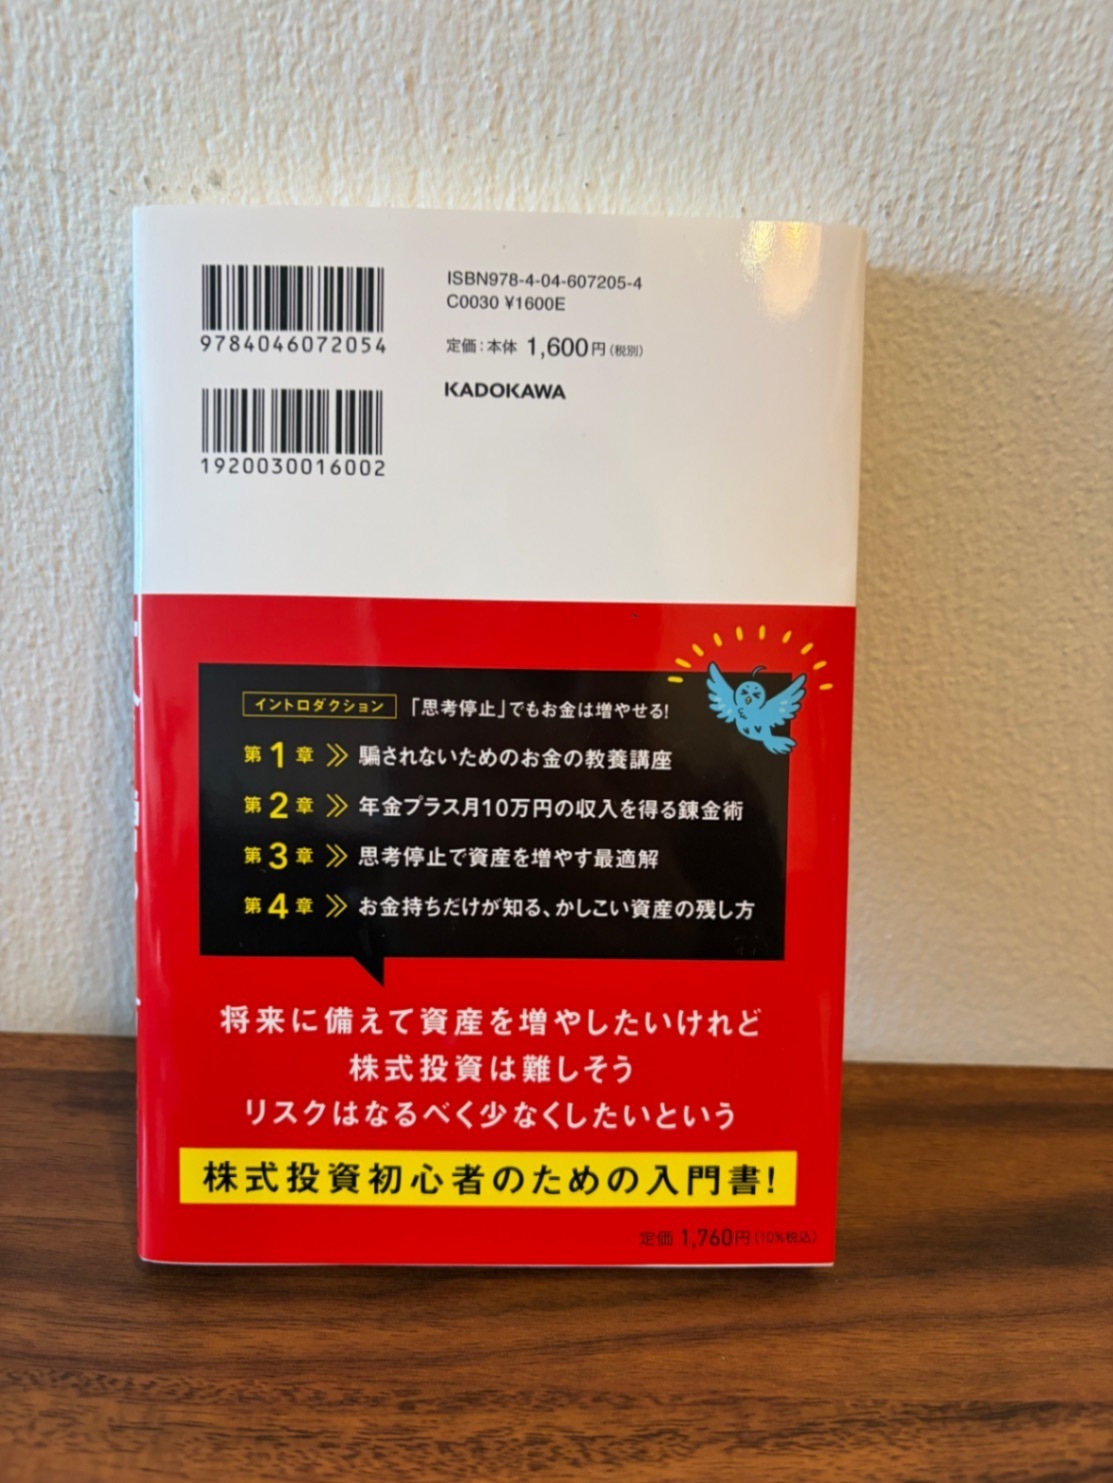 9784046072054
1920030016002
ISBN978-4-04-607205-4
C0030 ¥1600E
定価：本体 1,600円（税別）
KADOKAWA
イントロダクション 「思考停止」でもお金は増やせる！
第1章 ≫ 騙されないためのお金の教養講座
第2章 ≫ 年金プラス月10万円の収入を得る錬金術
第3章 ≫ 思考停止で資産を増やす最適解
第4章 ≫ お金持ちだけが知る、かしこい資産の残し方
将来に備えて資産を増やしたいけれど
株式投資は難しそう
リスクはなるべく少なくしたいという
株式投資初心者のための入門書！
定価 1,760円（10%税込）